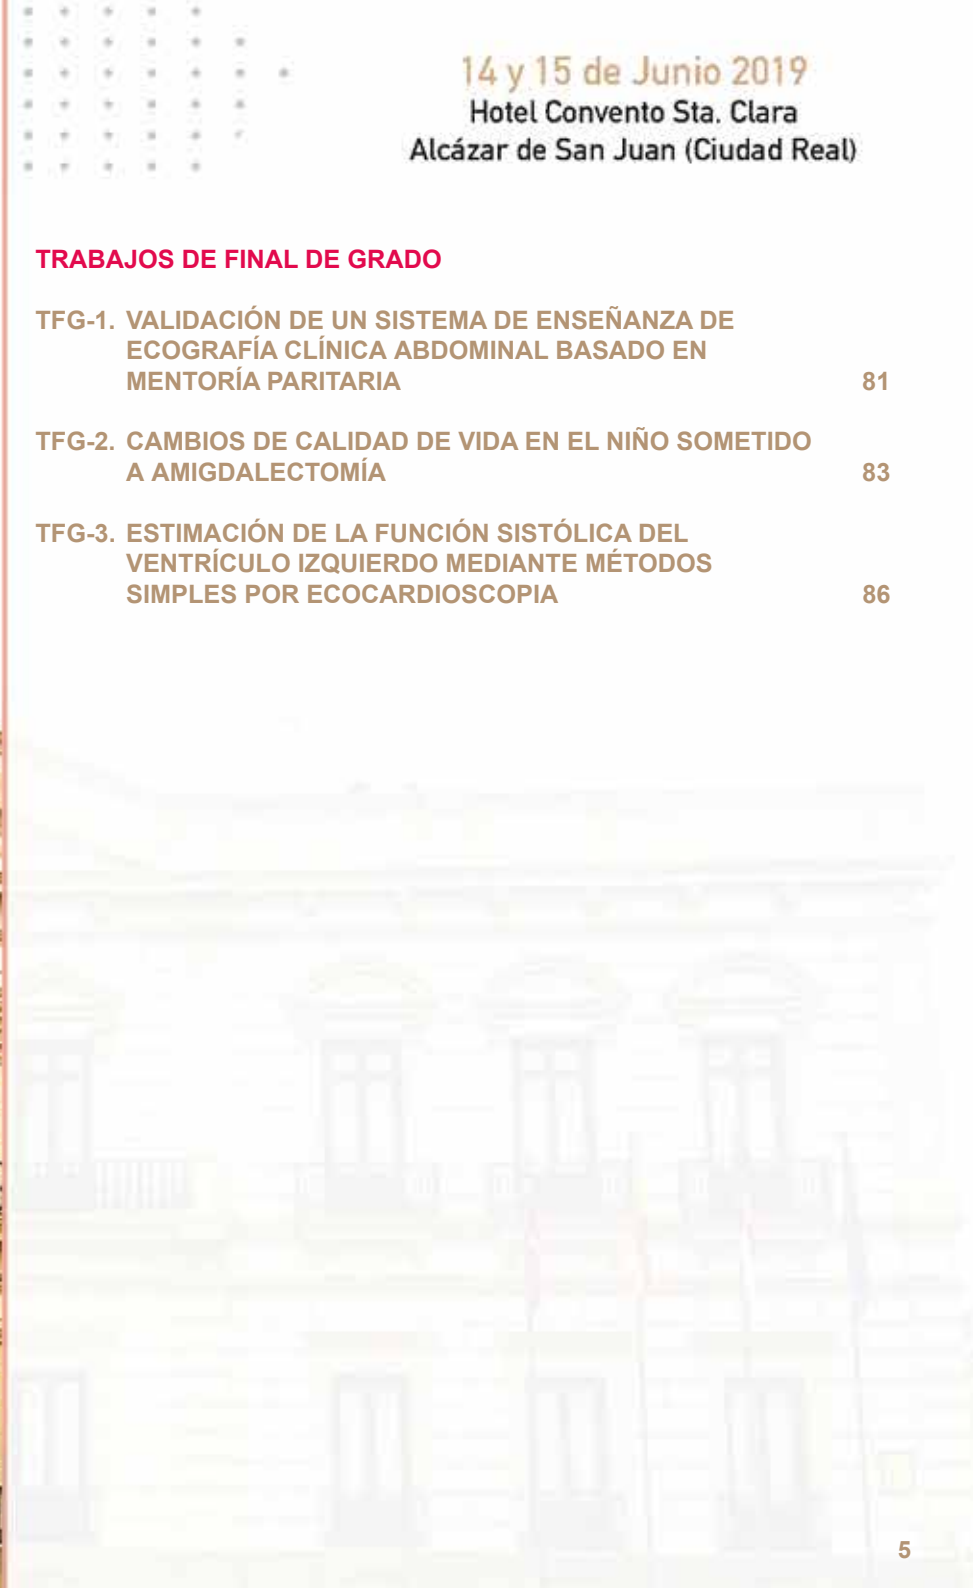 14 y 15 de Junio 2019
Hotel Convento Sta. Clara
Alcázar de San Juan (Ciudad Real)
TRABAJOS DE FINAL DE GRADO
TFG-1. VALIDACIÓN DE UN SISTEMA DE ENSEÑANZA DE
ECOGRAFÍA CLÍNICA ABDOMINAL BASADO EN
MENTORÍA PARITARIA 81
TFG-2. CAMBIOS DE CALIDAD DE VIDA EN EL NIÑO SOMETIDO
A AMIGDALECTOMÍA 83
TFG-3. ESTIMACIÓN DE LA FUNCIÓN SISTÓLICA DEL
VENTRÍCULO IZQUIERDO MEDIANTE MÉTODOS
SIMPLES POR ECOCARDIOSCOPIA 86
5